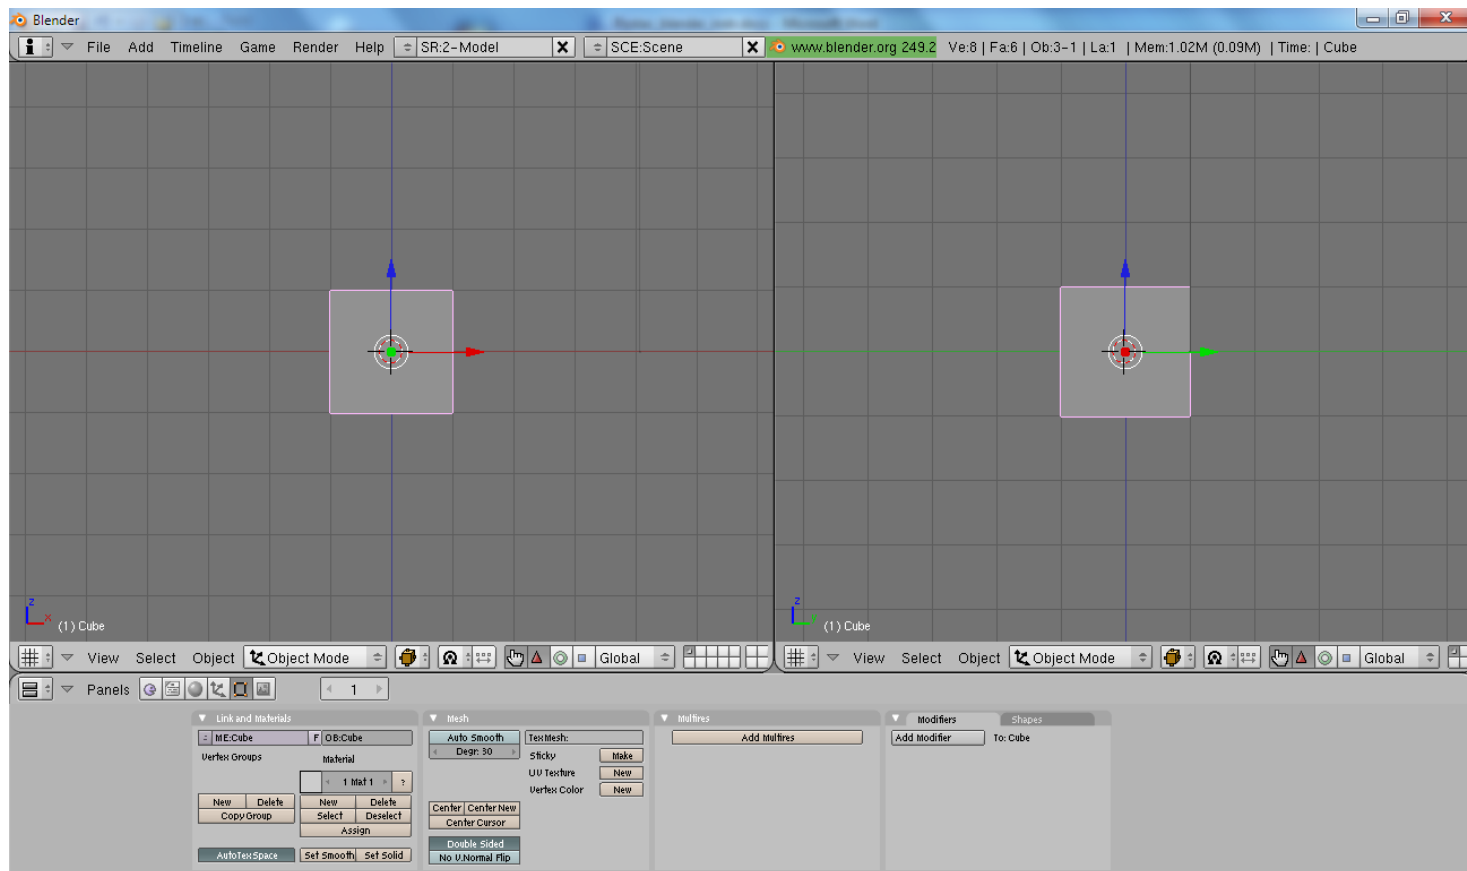 Blender
File Add Timeline Game Render Help SR:2-Model SCE:Scene www.blender.org 249.2 Ve:8 | Fa:6 | Ob:3-1 | La:1 | Mem:1.02M (0.09M) | Time: | Cube
z x (1) Cube
z (1) Cube
View Select Object Object Mode Global
View Select Object Object Mode Global
Panels 1
Link and Materials
ME:Cube F OB:Cube
Vertex Groups Material
1 Mat 1 ?
New Delete New Delete
Copy Group Select Deselect
Assign
AutoTexSpace Set Smooth Set Solid
Mesh
Auto Smooth TexMesh:
Degr: 30 Sticky Make
UV Texture New
Vertex Color New
Center Center New
Center Cursor
Double Sided
No V.Normal Flip
Multires
Add Multires
Modifiers Shapes
Add Modifier To: Cube